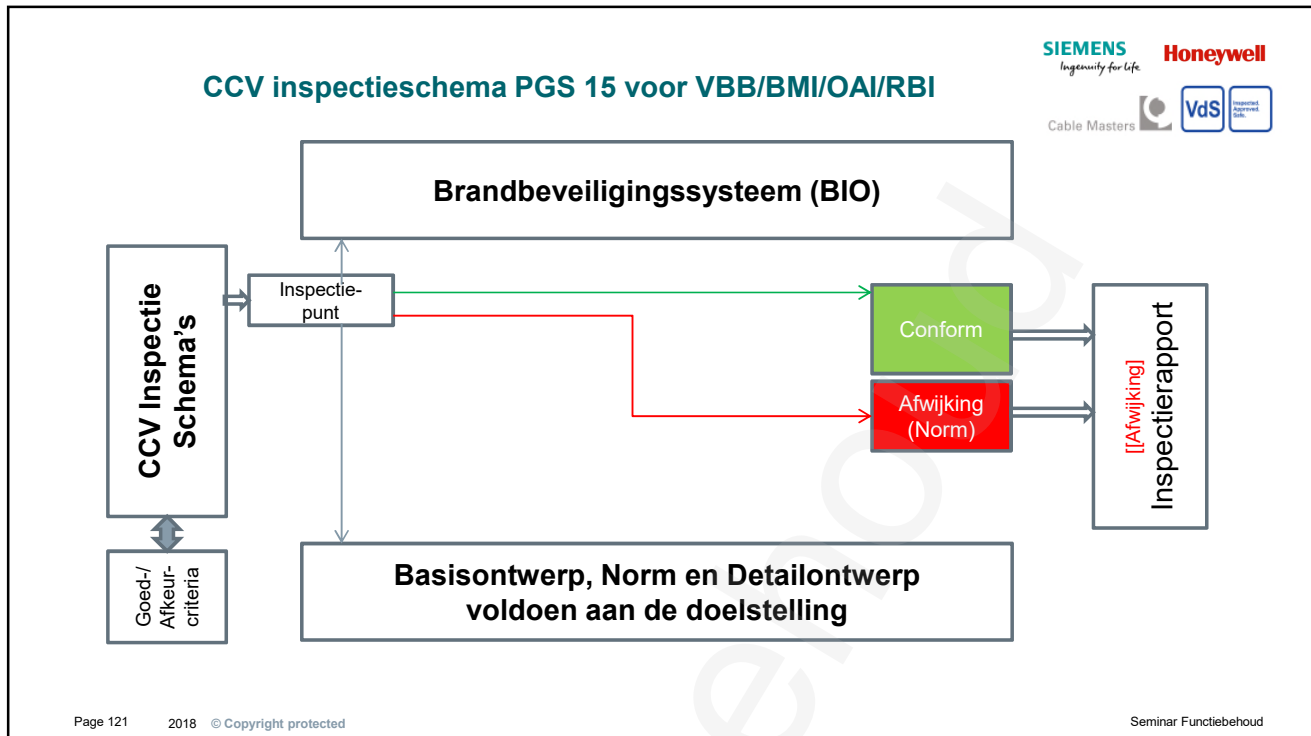 SIEMENS
Ingenuity for life
Honeywell
CCV inspectieschema PGS 15 voor VBB/BMI/OAI/RBI
Cable Masters
VdS
Inspected.
Approved.
Safe.
Brandbeveiligingssysteem (BIO)
CCV Inspectie
Schema's
Inspectie-
punt
Conform
Afwijking
(Norm)
[[Afwijking]
Inspectierapport
Goed-/
Afkeur-
criteria
Basisontwerp, Norm en Detailontwerp
voldoen aan de doelstelling
ehoud
Page 121
2018 © Copyright protected
Seminar Functiebehoud